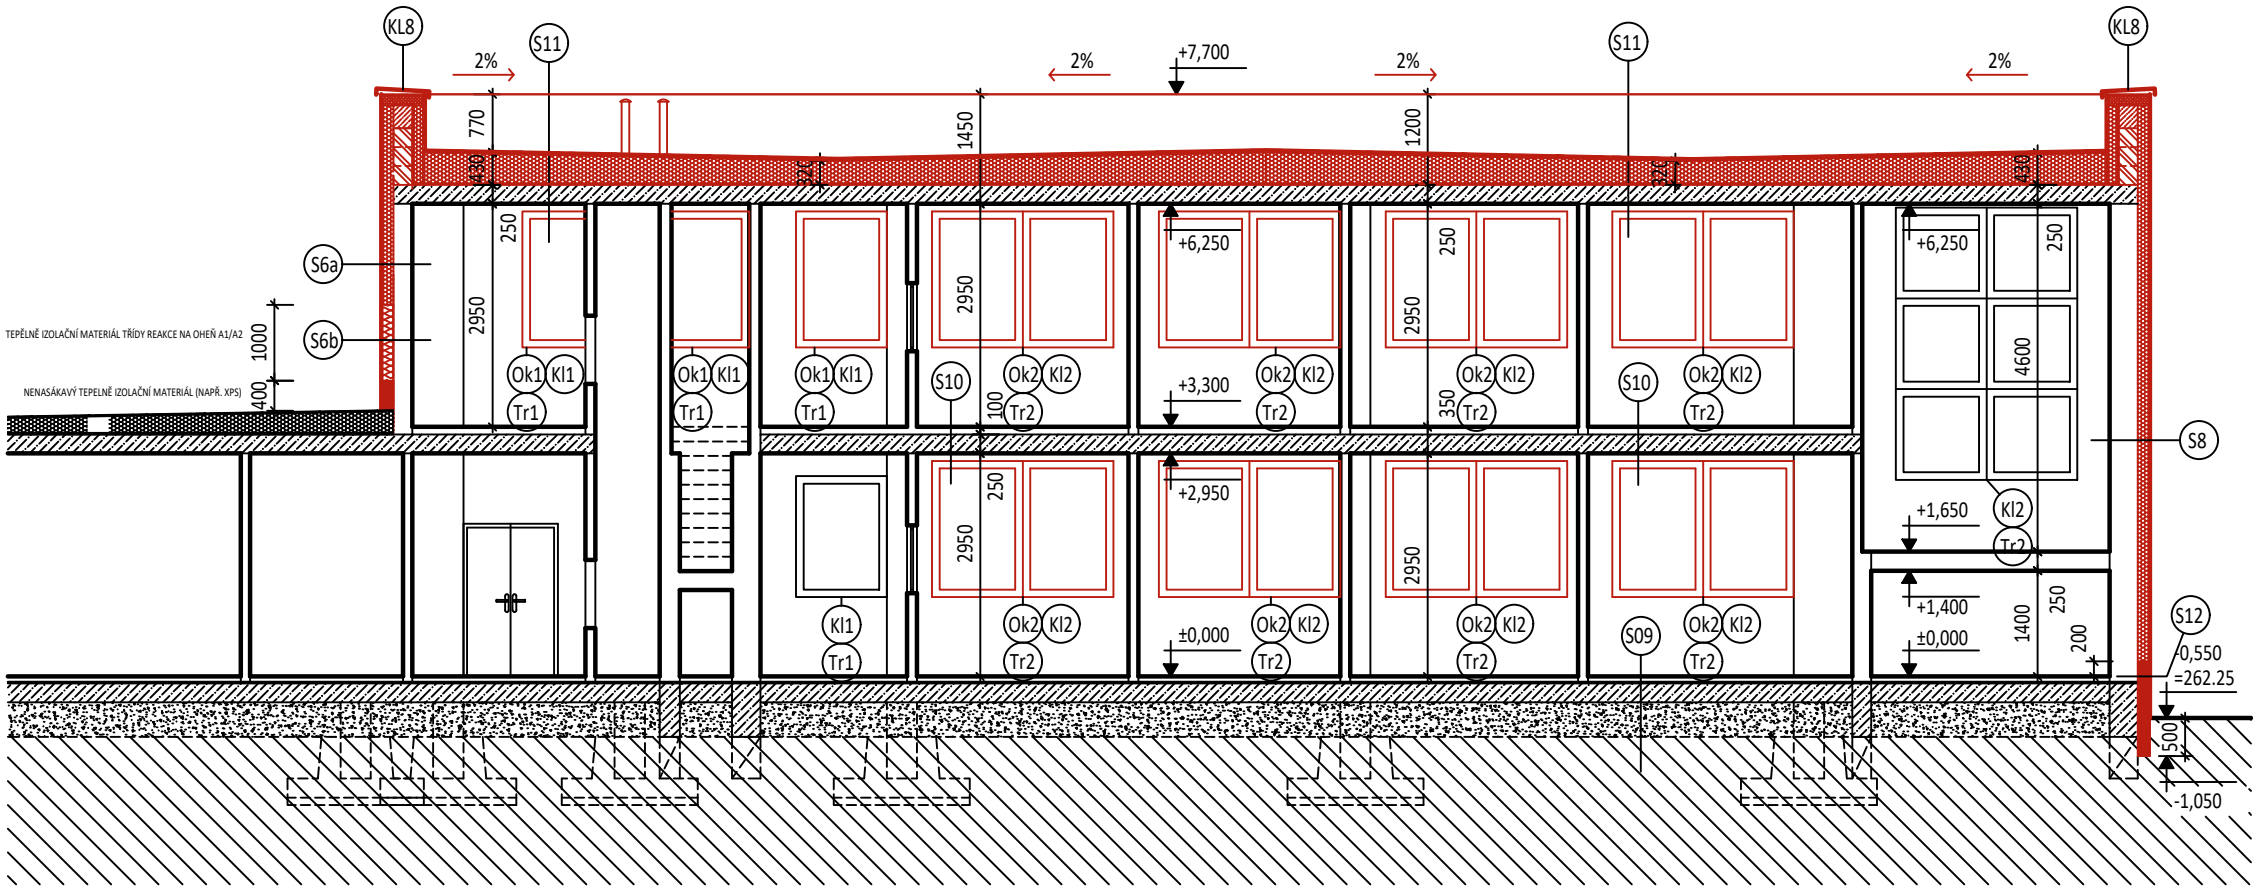 KL8
S11
S11
KL8
2%
2%
+7,700
2%
2%
770
1450
1200
430
320
320
430
250
+6,250
250
+6,250
250
S6a
S6b
TEPĚLNE IZOLAČNÍ MATERIÁL TŘÍDY REAKCE NA OHEŇ A1/A2
1000
2950
2950
2950
4600
NENASÁKAVÝ TEPELNĚ IZOLAČNÍ MATERIÁL (NAPŘ. XPS)
400
Ok1 Kl1
Tr1
Ok1 Kl1
Tr1
Ok1 Kl1
Tr1
S10
Ok2 Kl2
Tr2
100
+3,300
Ok2 Kl2
Tr2
350
Ok2 Kl2
Tr2
S10
Ok2 Kl2
Tr2
S8
250
+2,950
+1,650
Kl2
Tr2
2950
2950
Kl1
Tr1
Ok2 Kl2
Tr2
±0,000
Ok2 Kl2
Tr2
Ok2 Kl2
Tr2
S09
Ok2 Kl2
Tr2
+1,400
±0,000
1400
250
200
S12
-0,550
=262.25
500
-1,050